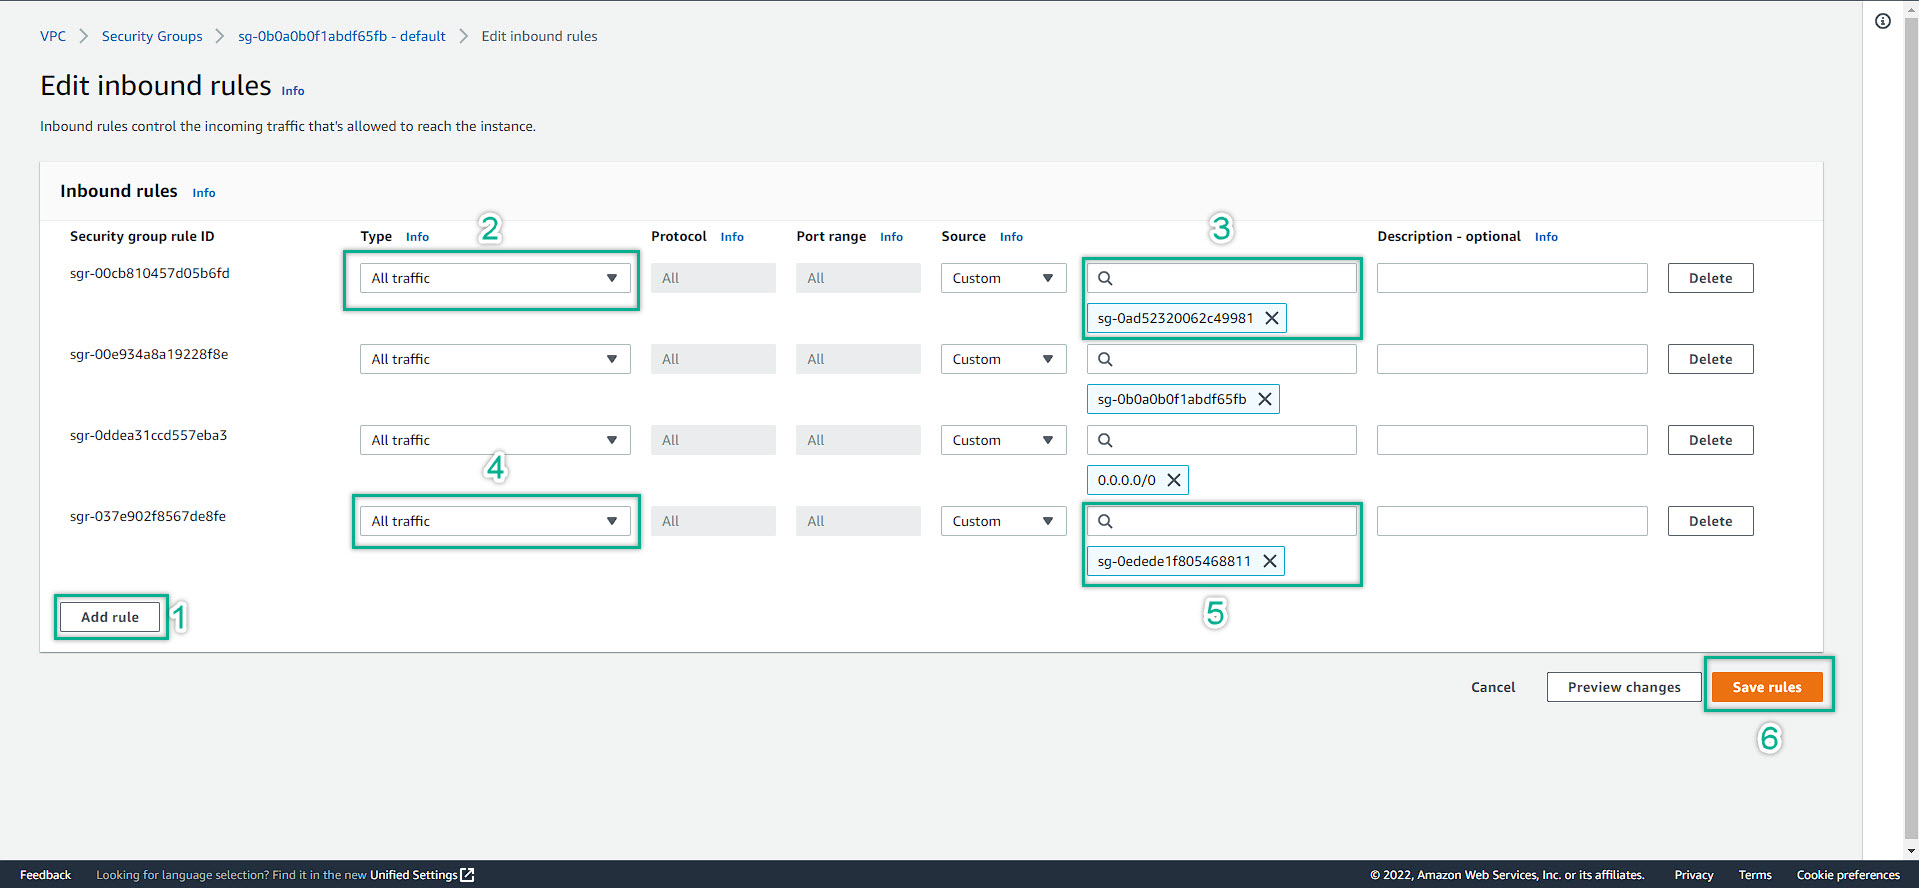 VPC > Security Groups > sg-0b0a0b0f1abdf65fb - default > Edit inbound rules
Edit inbound rules Info
Inbound rules control the incoming traffic that's allowed to reach the instance.
Inbound rules Info
2 3
Security group rule ID Type Info Protocol Info Port range Info Source Info Description - optional Info
sgr-00cb810457d05b6fd All traffic All All Custom Delete
sg-0ad52320062c49981
sgr-00e934a8a19228f8e All traffic All All Custom Delete
sg-0b0a0b0f1abdf65fb
sgr-0ddea31ccd557eba3 All traffic All All Custom Delete
4 0.0.0.0/0
sgr-037e902f8567de8fe All traffic All All Custom Delete
sg-0edede1f805468811
Add rule 1 5
Cancel Preview changes Save rules
6
Feedback Looking for language selection? Find it in the new Unified Settings © 2022, Amazon Web Services, Inc. or its affiliates. Privacy Terms Cookie preferences